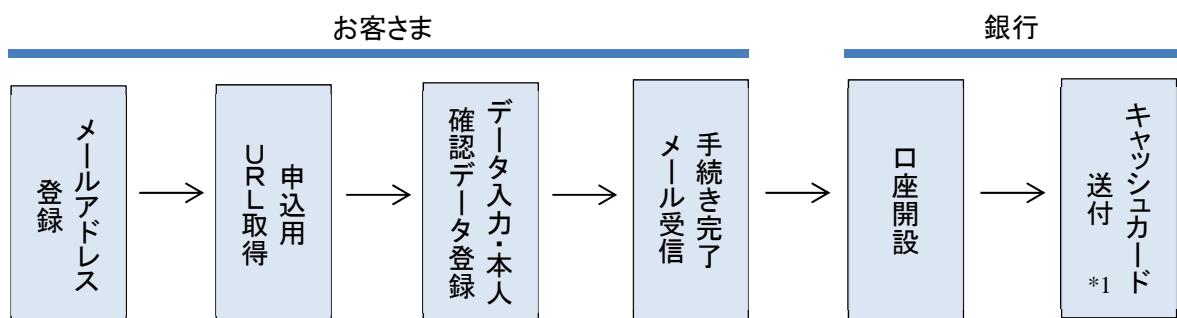 お客さま
銀行
メールアドレス
登録
申込用
ＵＲＬ取得
データ入力・本人
確認データ登録
手続き完了
メール受信
口座開設
キャッシュカード
送付 *1